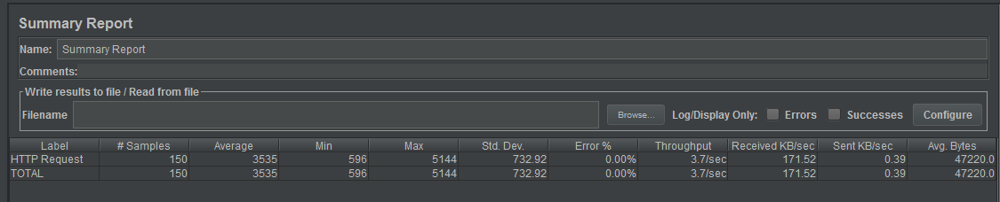 Summary Report
Name: Summary Report
Comments:
Write results to file / Read from file
Filename Browse... Log/Display Only: Errors Successes Configure
Label # Samples Average Min Max Std. Dev. Error % Throughput Received KB/sec Sent KB/sec Avg. Bytes
HTTP Request 150 3535 596 5144 732.92 0.00% 3.7/sec 171.52 0.39 47220.0
TOTAL 150 3535 596 5144 732.92 0.00% 3.7/sec 171.52 0.39 47220.0